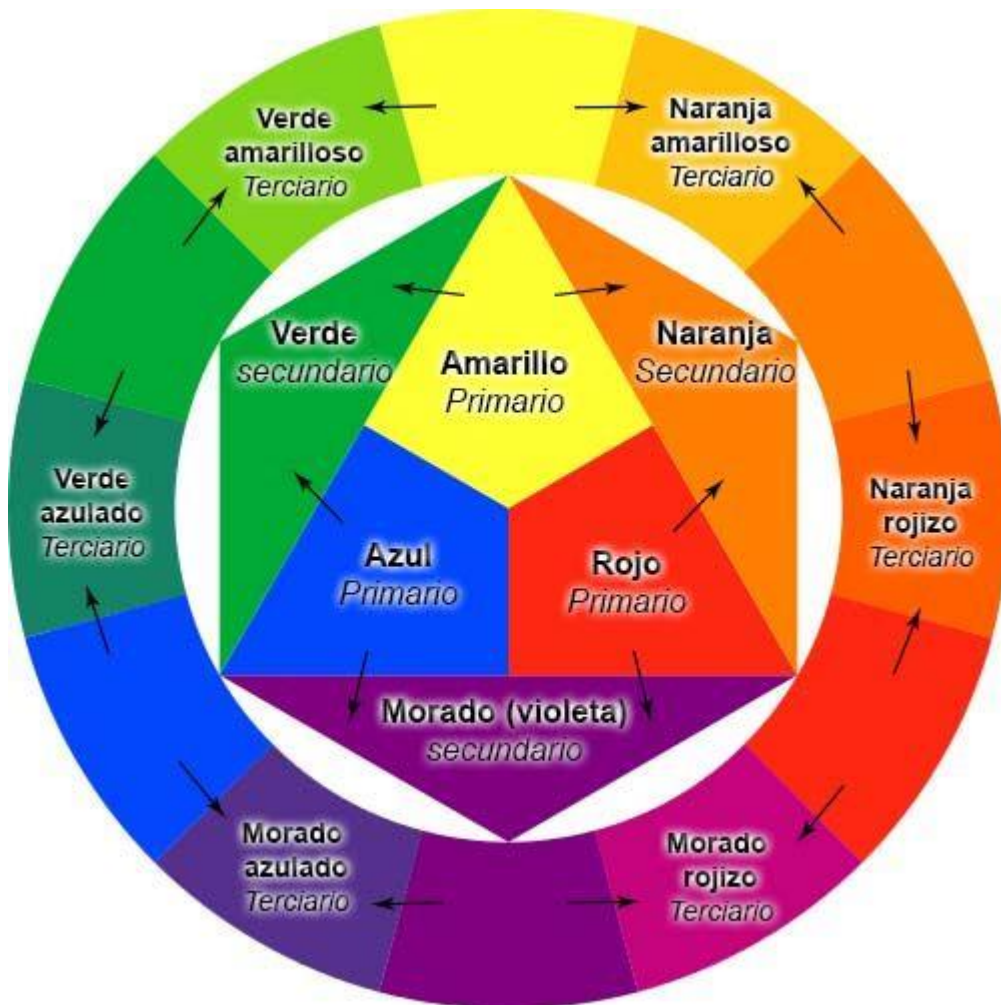 Verde
amarilloso
Terciario
Naranja
amarilloso
Terciario
Verde
secundario
Amarillo
Primario
Naranja
Secundario
Verde
azulado
Terciario
Azul
Primario
Rojo
Primario
Naranja
rojizo
Terciario
Morado (violeta)
secundario
Morado
azulado
Terciario
Morado
rojizo
Terciario